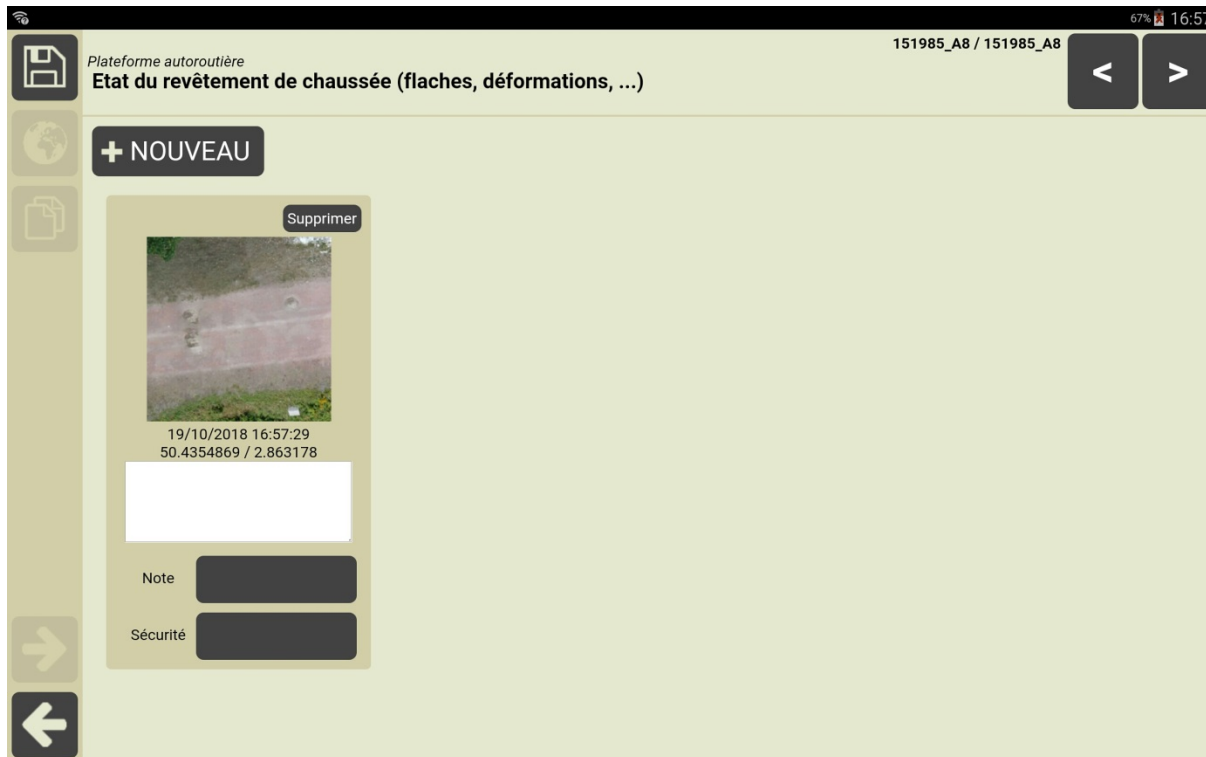 67% 16:57
151985_A8 / 151985_A8
Plateforme autoroutière
Etat du revêtement de chaussée (flaches, déformations, ...)
< >
+ NOUVEAU
Supprimer
19/10/2018 16:57:29
50.4354869 / 2.863178
Note
Sécurité